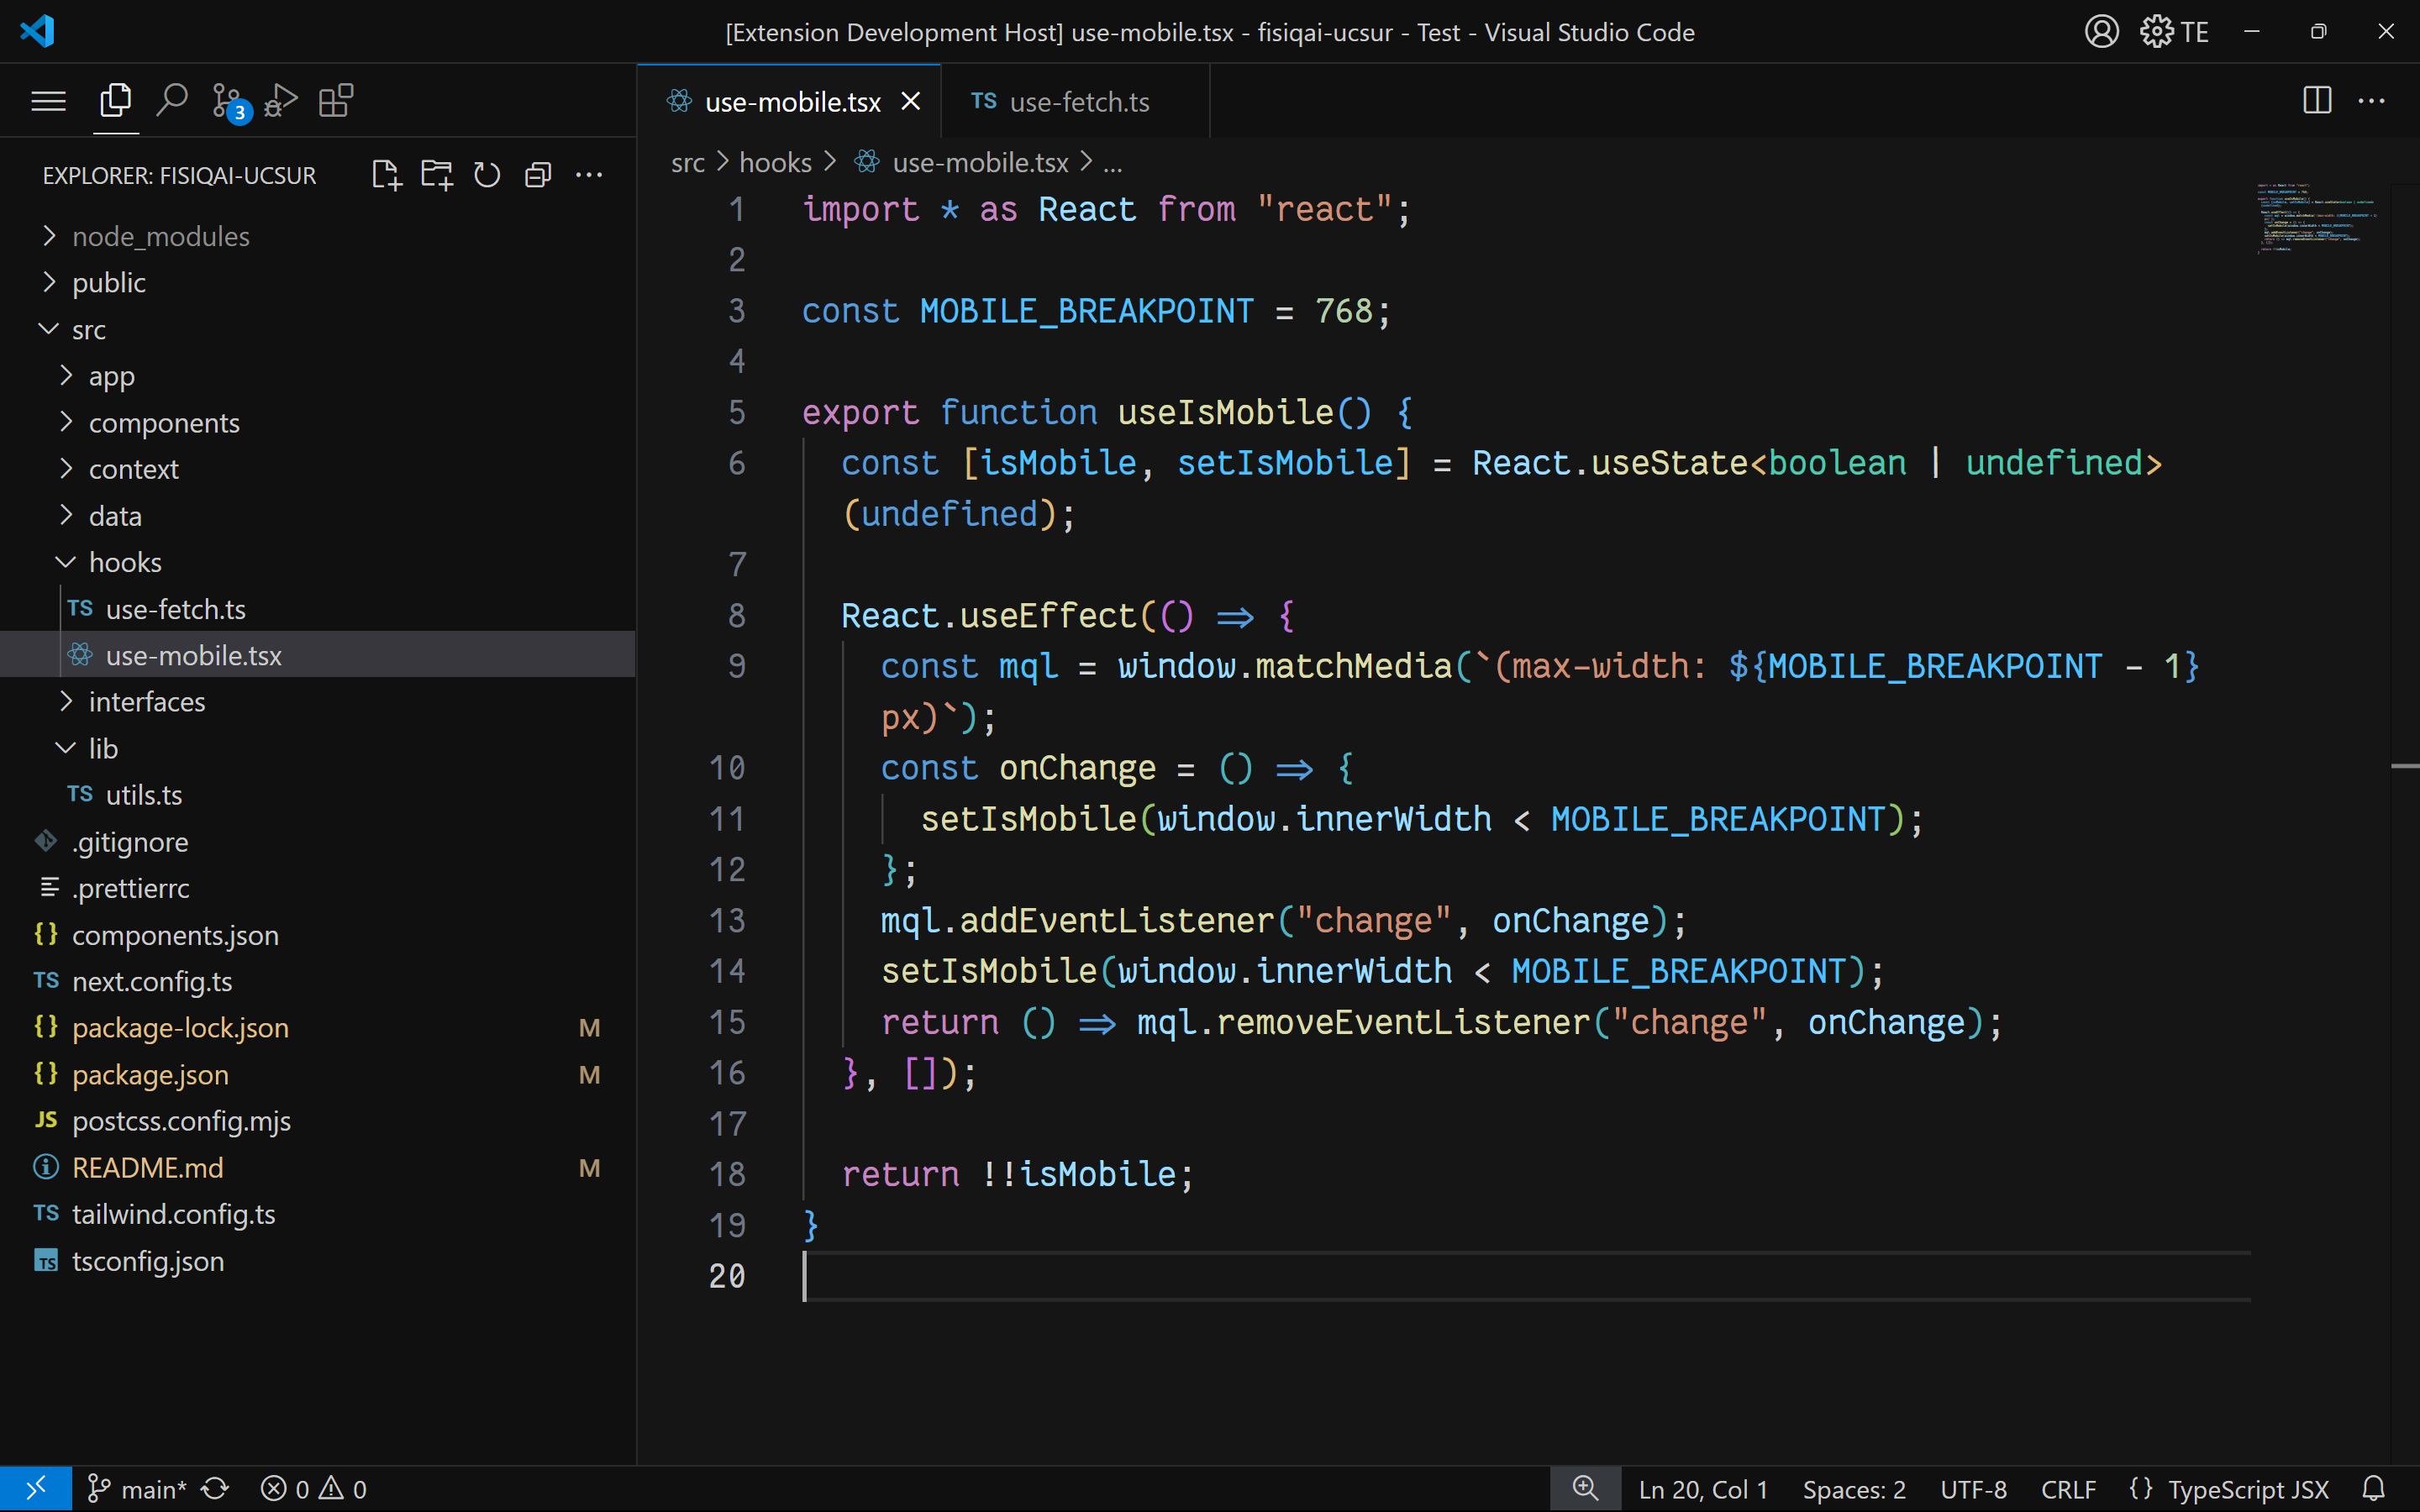 [Extension Development Host] use-mobile.tsx - fisiqai-ucsur - Test - Visual Studio Code
TE
3
EXPLORER: FISIQAI-UCSUR
node_modules
public
src
app
components
context
data
hooks
TS use-fetch.ts
use-mobile.tsx
interfaces
lib
TS utils.ts
.gitignore
.prettierrc
{} components.json
TS next.config.ts
{} package-lock.json M
{} package.json M
JS postcss.config.mjs
README.md M
TS tailwind.config.ts
TS tsconfig.json
use-mobile.tsx
TS use-fetch.ts
src > hooks > use-mobile.tsx > ...
1 import * as React from "react";
2
3 const MOBILE_BREAKPOINT = 768;
4
5 export function useIsMobile() {
6 const [isMobile, setIsMobile] = React.useState<boolean | undefined>
(undefined);
7
8 React.useEffect(() => {
9 const mql = window.matchMedia(`(max-width: ${MOBILE_BREAKPOINT - 1}
px)`);
10 const onChange = () => {
11 setIsMobile(window.innerWidth < MOBILE_BREAKPOINT);
12 };
13 mql.addEventListener("change", onChange);
14 setIsMobile(window.innerWidth < MOBILE_BREAKPOINT);
15 return () => mql.removeEventListener("change", onChange);
16 }, []);
17
18 return !!isMobile;
19 }
20
main* 0 0
Ln 20, Col 1 Spaces: 2 UTF-8 CRLF {} TypeScript JSX